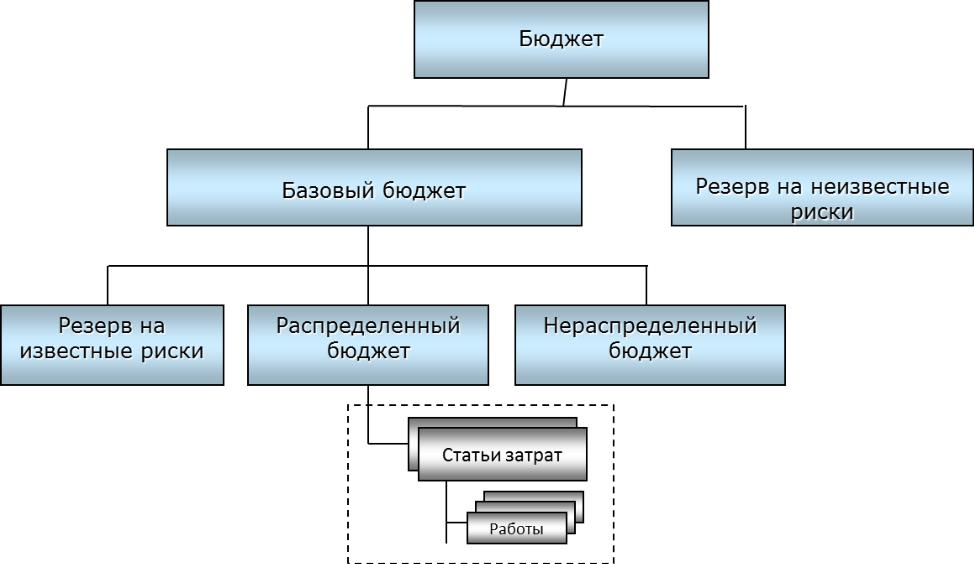 Бюджет
Базовый бюджет
Резерв на неизвестные
риски
Резерв на
известные риски
Распределенный
бюджет
Нераспределенный
бюджет
Статьи затрат
Работы